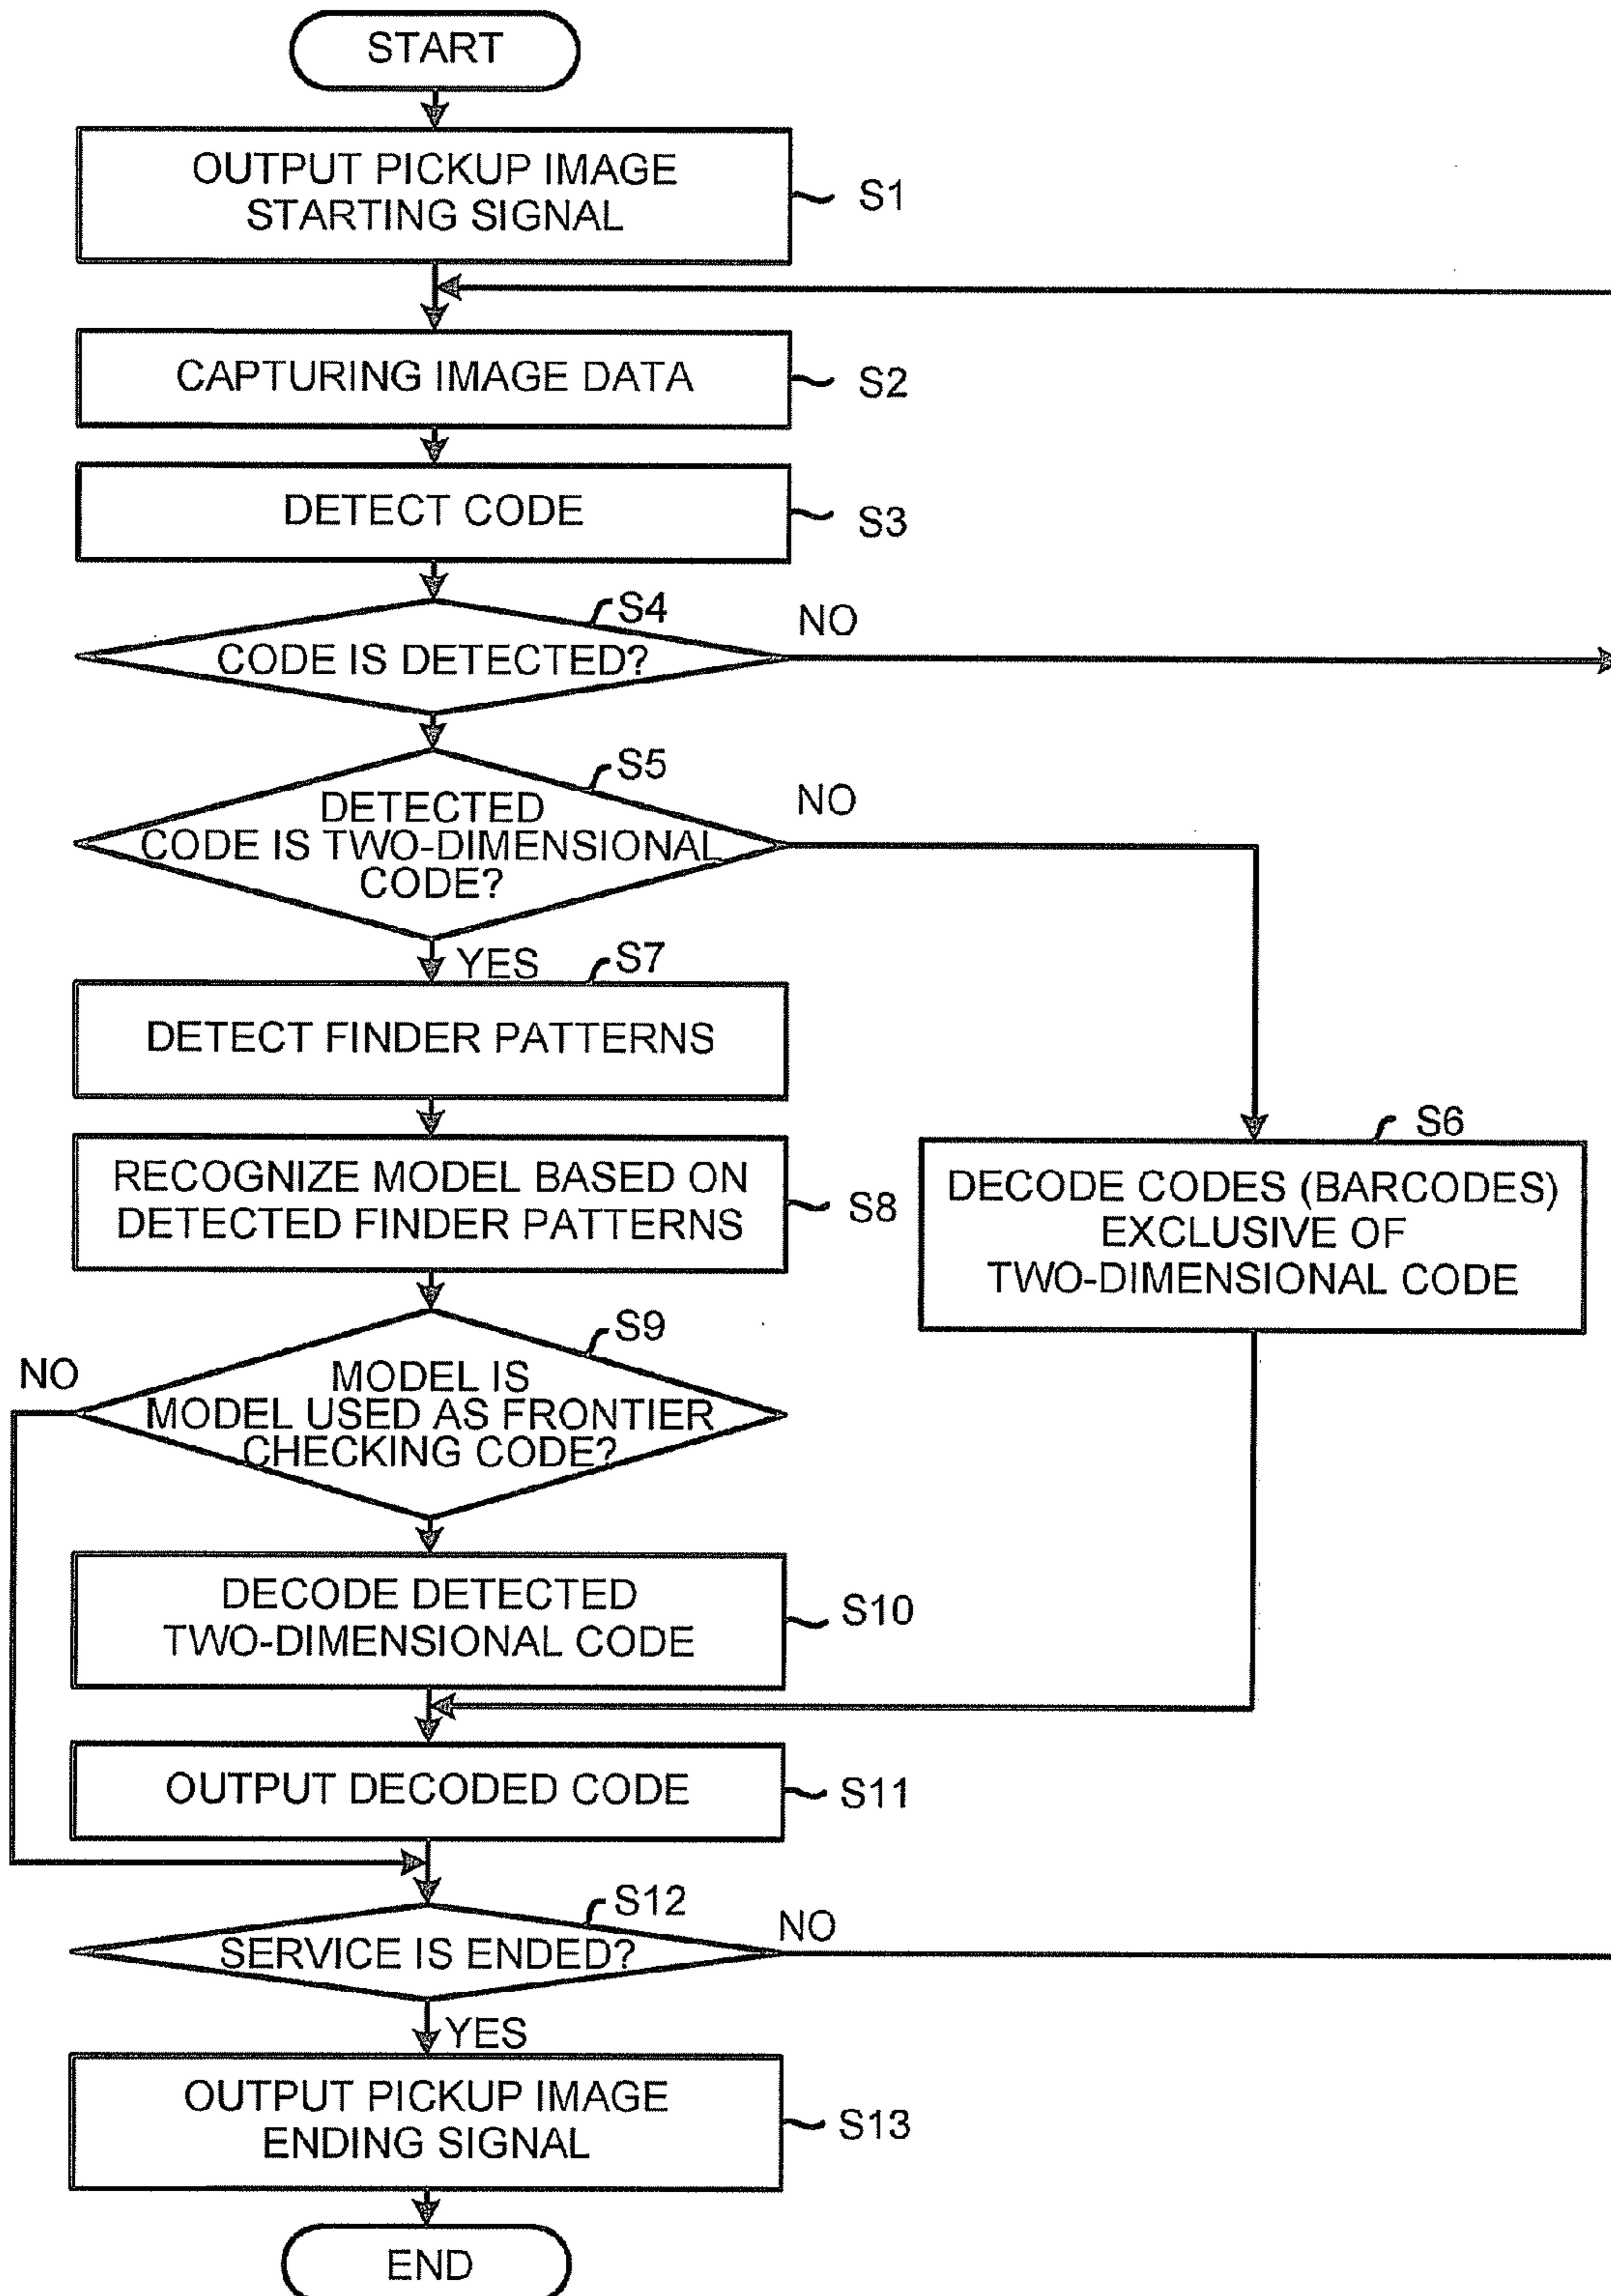 START
OUTPUT PICKUP IMAGE
STARTING SIGNAL
S1
CAPTURING IMAGE DATA
S2
DETECT CODE
S3
S4
NO
CODE IS DETECTED?
S5
NO
DETECTED
CODE IS TWO-DIMENSIONAL
CODE?
YES
S7
DETECT FINDER PATTERNS
S6
DECODE CODES (BARCODES)
EXCLUSIVE OF
TWO-DIMENSIONAL CODE
RECOGNIZE MODEL BASED ON
DETECTED FINDER PATTERNS
S8
S9
NO
MODEL IS
MODEL USED AS FRONTIER
CHECKING CODE?
DECODE DETECTED
TWO-DIMENSIONAL CODE
S10
OUTPUT DECODED CODE
S11
S12
NO
SERVICE IS ENDED?
YES
OUTPUT PICKUP IMAGE
ENDING SIGNAL
S13
END